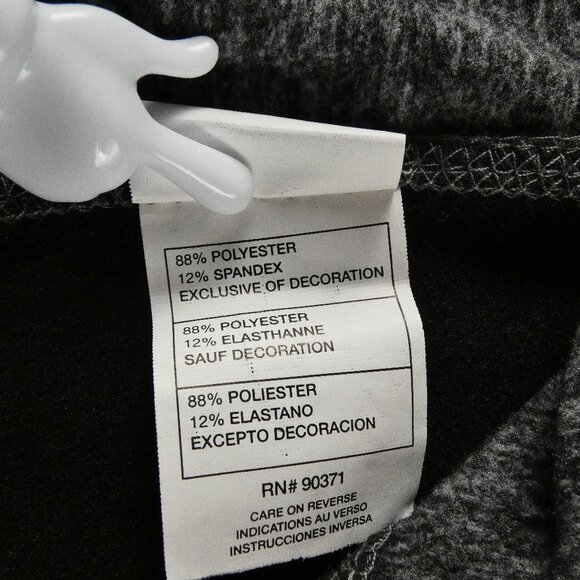 88% POLYESTER
12% SPANDEX
EXCLUSIVE OF DECORATION
88% POLYESTER
12% ELASTHANNE
SAUF DECORATION
88% POLIESTER
12% ELASTANO
EXCEPTO DECORACION
RN# 90371
CARE ON REVERSE
INDICATIONS AU VERSO
INSTRUCCIONES INVERSA